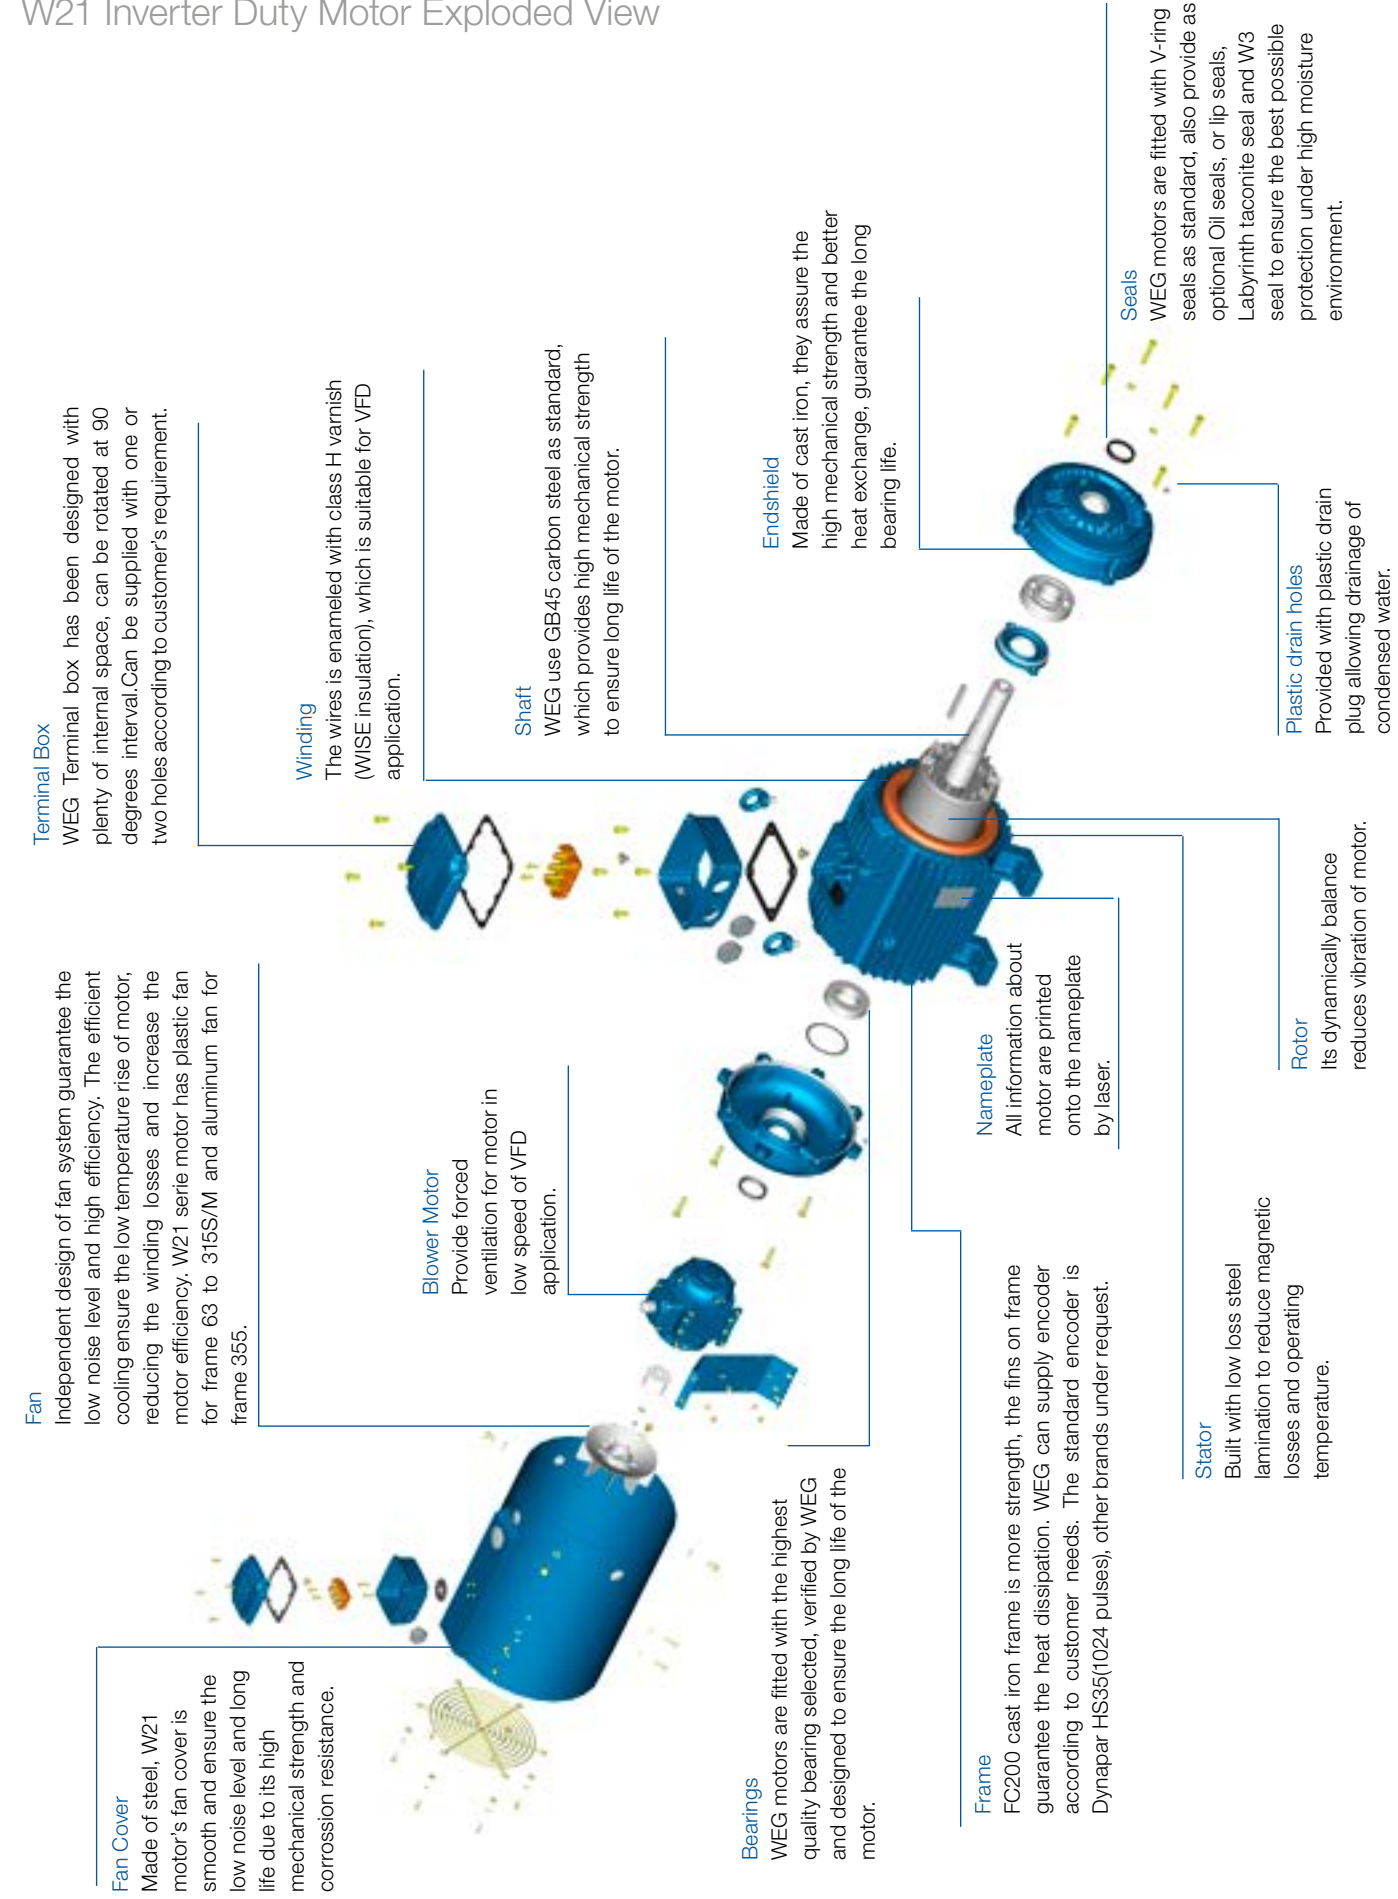 W21 Inverter Duty Motor Exploded View
Fan
Independent design of fan system guarantee the
low noise level and high efficiency. The efficient
cooling ensure the low temperature rise of motor,
reducing the winding losses and increase the
motor efficiency. W21 serie motor has plastic fan
for frame 63 to 315S/M and aluminum fan for
frame 355.
Terminal Box
WEG Terminal box has been designed with
plenty of internal space, can be rotated at 90
degrees interval.Can be supplied with one or
two holes according to customer's requirement.
Fan Cover
Made of steel, W21
motor's fan cover is
smooth and ensure the
low noise level and long
life due to its high
mechanical strength and
corrossion resistance.
Winding
The wires is enameled with class H varnish
(WISE insulation), which is suitable for VFD
application.
Blower Motor
Provide forced
ventilation for motor in
low speed of VFD
application.
Shaft
WEG use GB45 carbon steel as standard,
which provides high mechanical strength
to ensure long life of the motor.
Endshield
Made of cast iron, they assure the
high mechanical strength and better
heat exchange, guarantee the long
bearing life.
Bearings
WEG motors are fitted with the highest
quality bearing selected, verified by WEG
and designed to ensure the long life of the
motor.
Nameplate
All information about
motor are printed
onto the nameplate
by laser.
Frame
FC200 cast iron frame is more strength, the fins on frame
guarantee the heat dissipation. WEG can supply encoder
according to customer needs. The standard encoder is
Dynapar HS35(1024 pulses), other brands under request.
Seals
WEG motors are fitted with V-ring
seals as standard, also provide as
optional Oil seals, or lip seals,
Labyrinth taconite seal and W3
seal to ensure the best possible
protection under high moisture
environment.
Stator
Built with low loss steel
lamination to reduce magnetic
losses and operating
temperature.
Rotor
Its dynamically balance
reduces vibration of motor.
Plastic drain holes
Provided with plastic drain
plug allowing drainage of
condensed water.